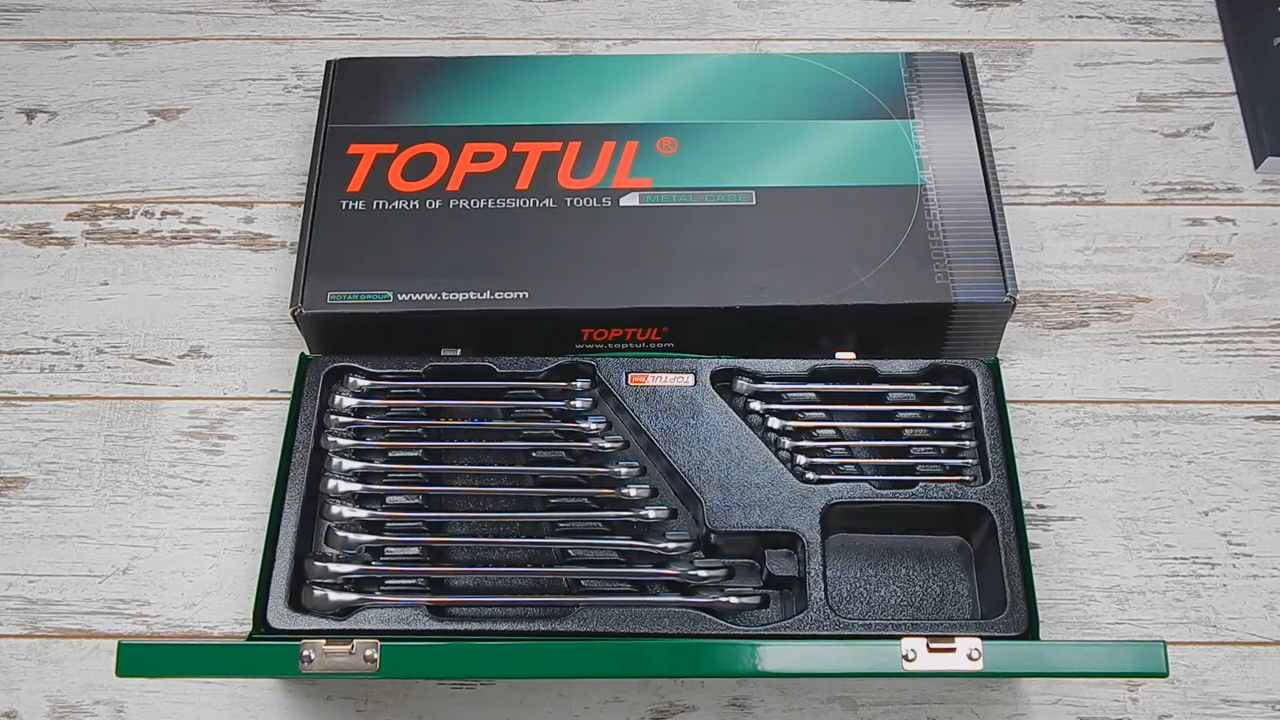 TOPTUL®
THE MARK OF PROFESSIONAL TOOLS
METAL CASE
PROFESSIONAL HAND TOOLS
ROTAR GROUP
www.toptul.com
TOPTUL®
www.toptul.com
TOPTUL